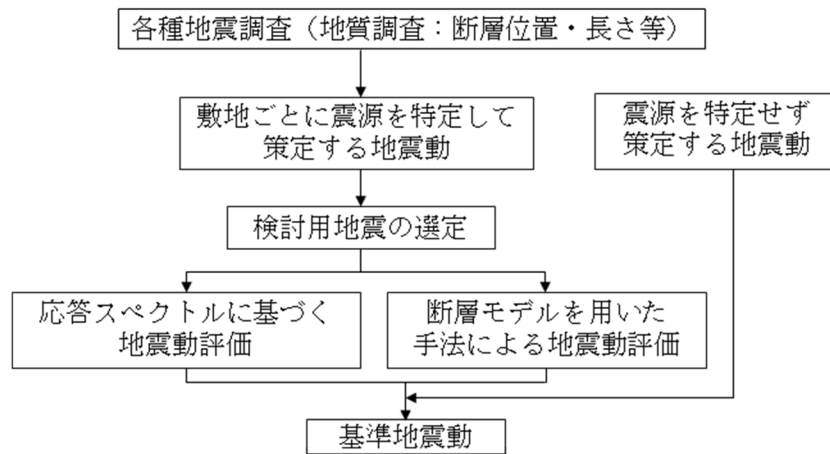 各種地震調査（地質調査：断層位置・長さ等）
敷地ごとに震源を特定して
策定する地震動
震源を特定せず
策定する地震動
検討用地震の選定
応答スペクトルに基づく
地震動評価
断層モデルを用いた
手法による地震動評価
基準地震動